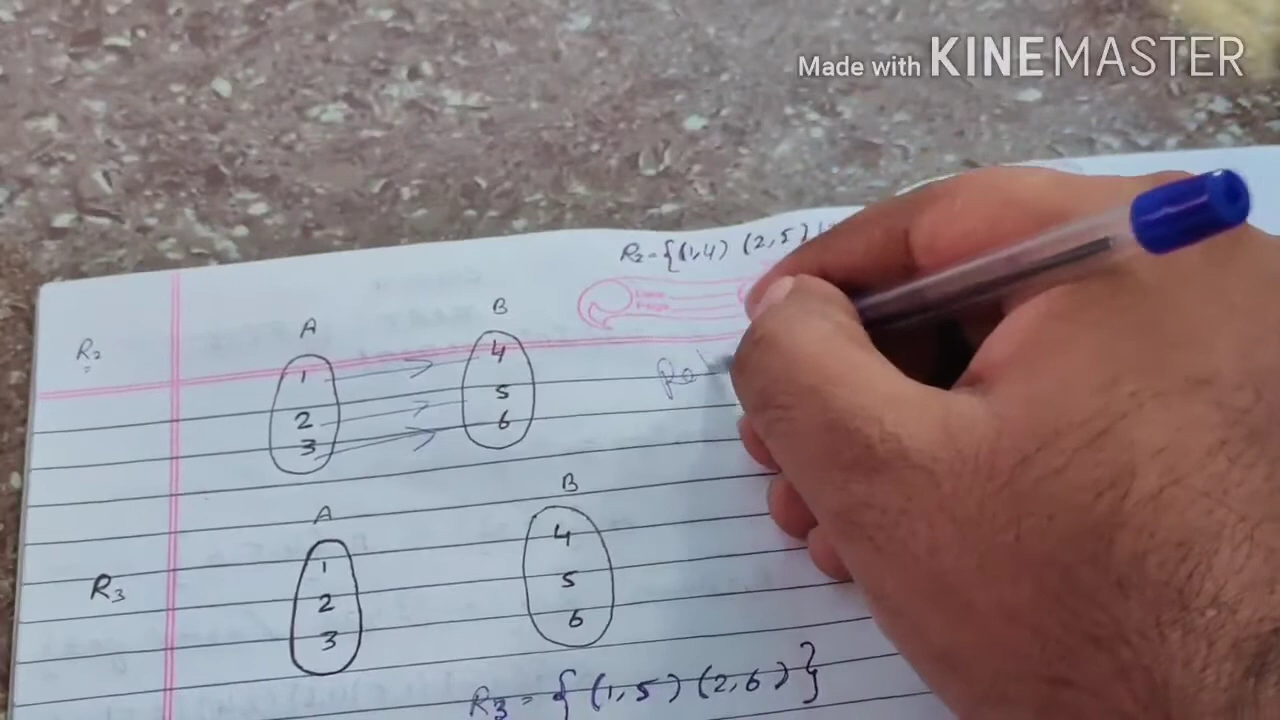 Made with KINEMASTER
R₂ = {(1,4) (2,5)
B
A
R₂
4
1
Rel
5
2
6
3
B
A
4
1
R₃
5
2
6
3
R₃ = { (1,5) (2,6) }